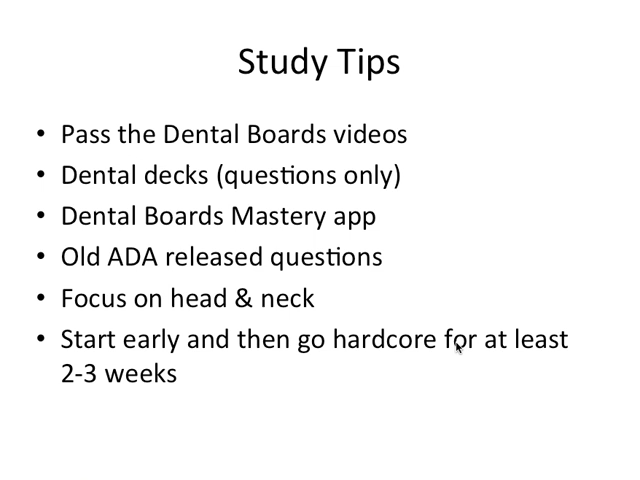 Study Tips
• Pass the Dental Boards videos
• Dental decks (questions only)
• Dental Boards Mastery app
• Old ADA released questions
• Focus on head & neck
• Start early and then go hardcore for at least
2-3 weeks